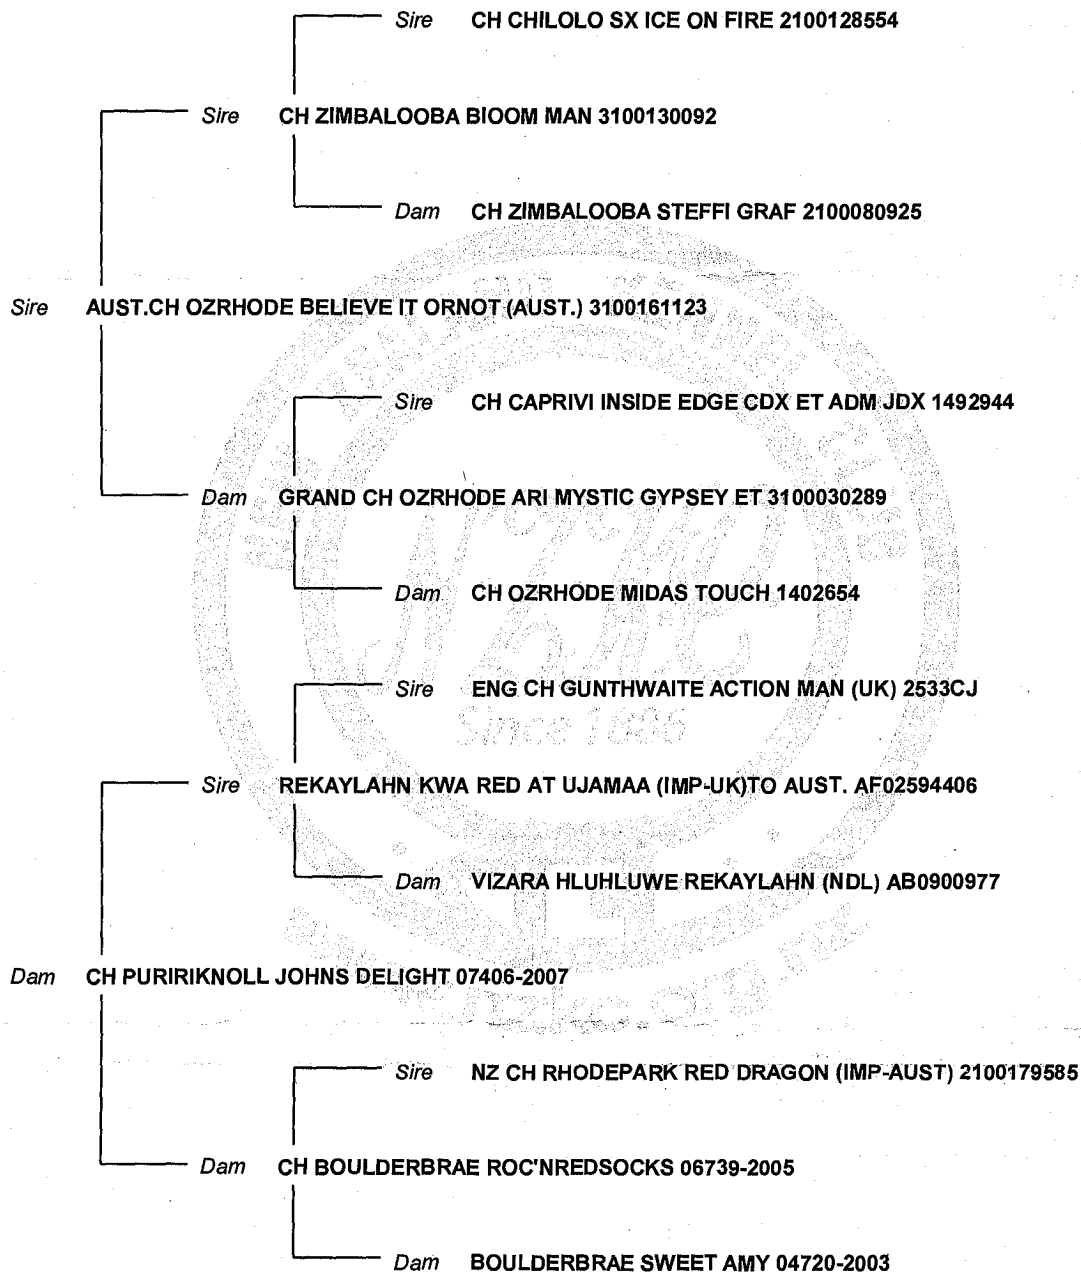 Sire CH CHILOLO SX ICE ON FIRE 2100128554
Sire CH ZIMBALOOBA BIOOM MAN 3100130092
Dam CH ZIMBALOOBA STEFFI GRAF 2100080925
Sire AUST.CH OZRHODE BELIEVE IT ORNOT (AUST.) 3100161123
Sire CH CAPRIVI INSIDE EDGE CDX ET ADM JDX 1492944
Dam GRAND CH OZRHODE ARI MYSTIC GYPSEY ET 3100030289
Dam CH OZRHODE MIDAS TOUCH 1402654
Sire ENG CH GUNTHWAITE ACTION MAN (UK) 2533CJ
Since 1886
Sire REKAYLAHN KWA RED AT UJAMAA (IMP-UK)TO AUST. AF02594406
Dam VIZARA HLUHLUWE REKAYLAHN (NDL) AB0900977
Dam CH PURIRIKNOLL JOHNS DELIGHT 07406-2007
Sire NZ CH RHODEPARK RED DRAGON (IMP-AUST) 2100179585
Dam CH BOULDERBRAE ROC'NREDSOCKS 06739-2005
Dam BOULDERBRAE SWEET AMY 04720-2003